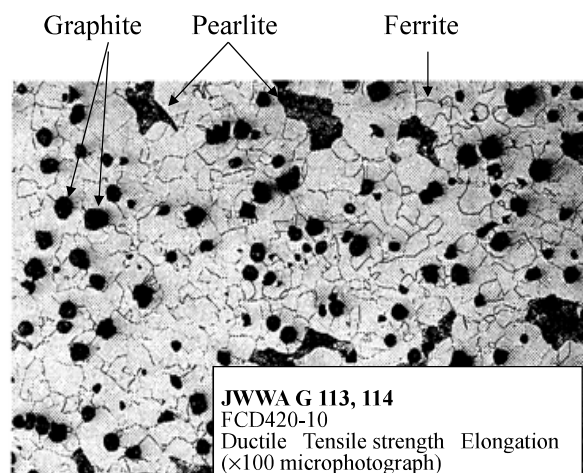 Graphite Pearlite Ferrite
JWWA G 113, 114
FCD420-10
Ductile Tensile strength Elongation
(×100 microphotograph)